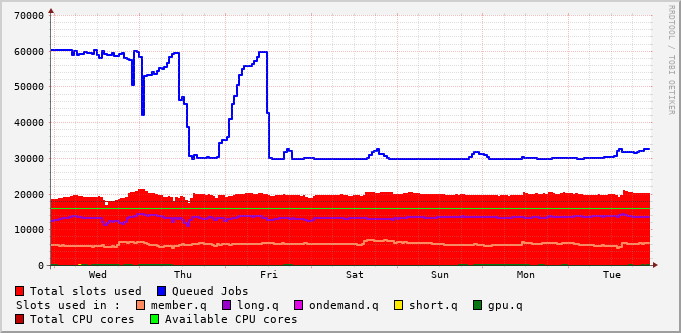 70000
60000
50000
40000
30000
20000
10000
0
Wed Thu Fri Sat Sun Mon Tue
RRDTOOL / TOBI OETIKER
Total slots used Queued Jobs
Slots used in : member.q long.q ondemand.q short.q gpu.q
Total CPU cores Available CPU cores